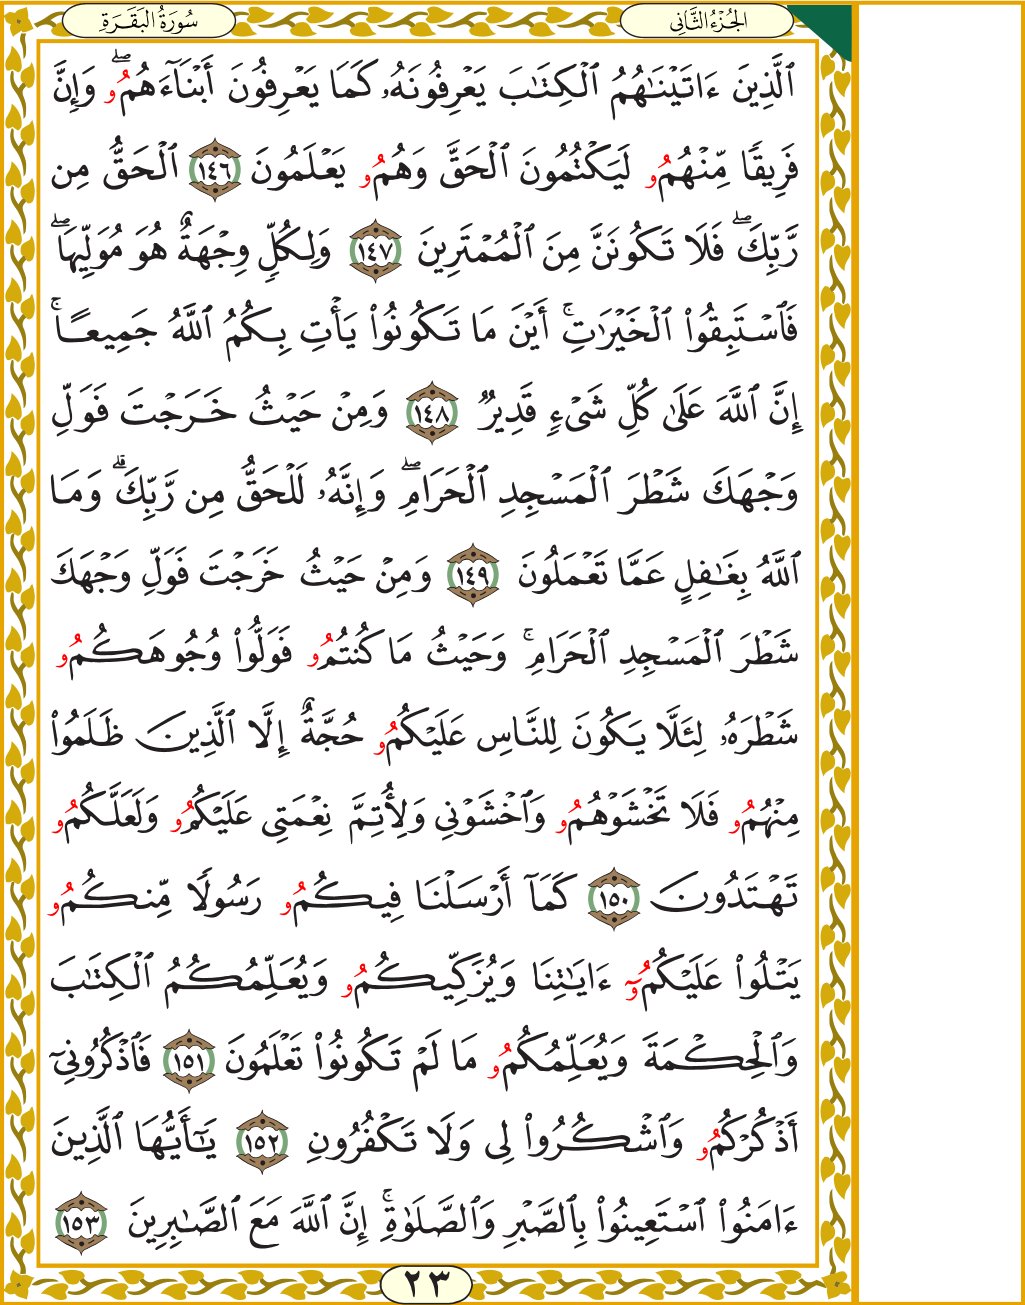 سُورَةُ البَقَرَةِ
الجُزْءُ الثَّانِي
ٱلَّذِينَ ءَاتَيْنَٰهُمُ ٱلْكِتَٰبَ يَعْرِفُونَهُۥ كَمَا يَعْرِفُونَ أَبْنَآءَهُمُوۖ وَإِنَّ
فَرِيقًا مِّنْهُمُو لَيَكْتُمُونَ ٱلْحَقَّ وَهُمُو يَعْلَمُونَ ١٤٦ ٱلْحَقُّ مِن
رَّبِّكَۖ فَلَا تَكُونَنَّ مِنَ ٱلْمُمْتَرِينَ ١٤٧ وَلِكُلٍّ وِجْهَةٌ هُوَ مُوَلِّيهَاۖ
فَٱسْتَبِقُوا۟ ٱلْخَيْرَٰتِۚ أَيْنَ مَا تَكُونُوا۟ يَأْتِ بِكُمُ ٱللَّهُ جَمِيعًاۚ
إِنَّ ٱللَّهَ عَلَىٰ كُلِّ شَىْءٍ قَدِيرٌ ١٤٨ وَمِنْ حَيْثُ خَرَجْتَ فَوَلِّ
وَجْهَكَ شَطْرَ ٱلْمَسْجِدِ ٱلْحَرَامِۖ وَإِنَّهُۥ لَلْحَقُّ مِن رَّبِّكَۗ وَمَا
ٱللَّهُ بِغَٰفِلٍ عَمَّا تَعْمَلُونَ ١٤٩ وَمِنْ حَيْثُ خَرَجْتَ فَوَلِّ وَجْهَكَ
شَطْرَ ٱلْمَسْجِدِ ٱلْحَرَامِۚ وَحَيْثُ مَا كُنتُمُو فَوَلُّوا۟ وُجُوهَكُمُو
شَطْرَهُۥ لِئَلَّا يَكُونَ لِلنَّاسِ عَلَيْكُمُو حُجَّةٌ إِلَّا ٱلَّذِينَ ظَلَمُوا۟
مِنْهُمُو فَلَا تَخْشَوْهُمُو وَٱخْشَوْنِى وَلِأُتِمَّ نِعْمَتِى عَلَيْكُمُو وَلَعَلَّكُمُو
تَهْتَدُونَ ١٥٠ كَمَآ أَرْسَلْنَا فِيكُمُو رَسُولًا مِّنكُمُو
يَتْلُوا۟ عَلَيْكُمُوٓ ءَايَٰتِنَا وَيُزَكِّيكُمُو وَيُعَلِّمُكُمُ ٱلْكِتَٰبَ
وَٱلْحِكْمَةَ وَيُعَلِّمُكُمُو مَا لَمْ تَكُونُوا۟ تَعْلَمُونَ ١٥١ فَٱذْكُرُونِىٓ
أَذْكُرْكُمُو وَٱشْكُرُوا۟ لِى وَلَا تَكْفُرُونِ ١٥٢ يَٰٓأَيُّهَا ٱلَّذِينَ
ءَامَنُوا۟ ٱسْتَعِينُوا۟ بِٱلصَّبْرِ وَٱلصَّلَوٰةِۚ إِنَّ ٱللَّهَ مَعَ ٱلصَّٰبِرِينَ ١٥٣
٢٣